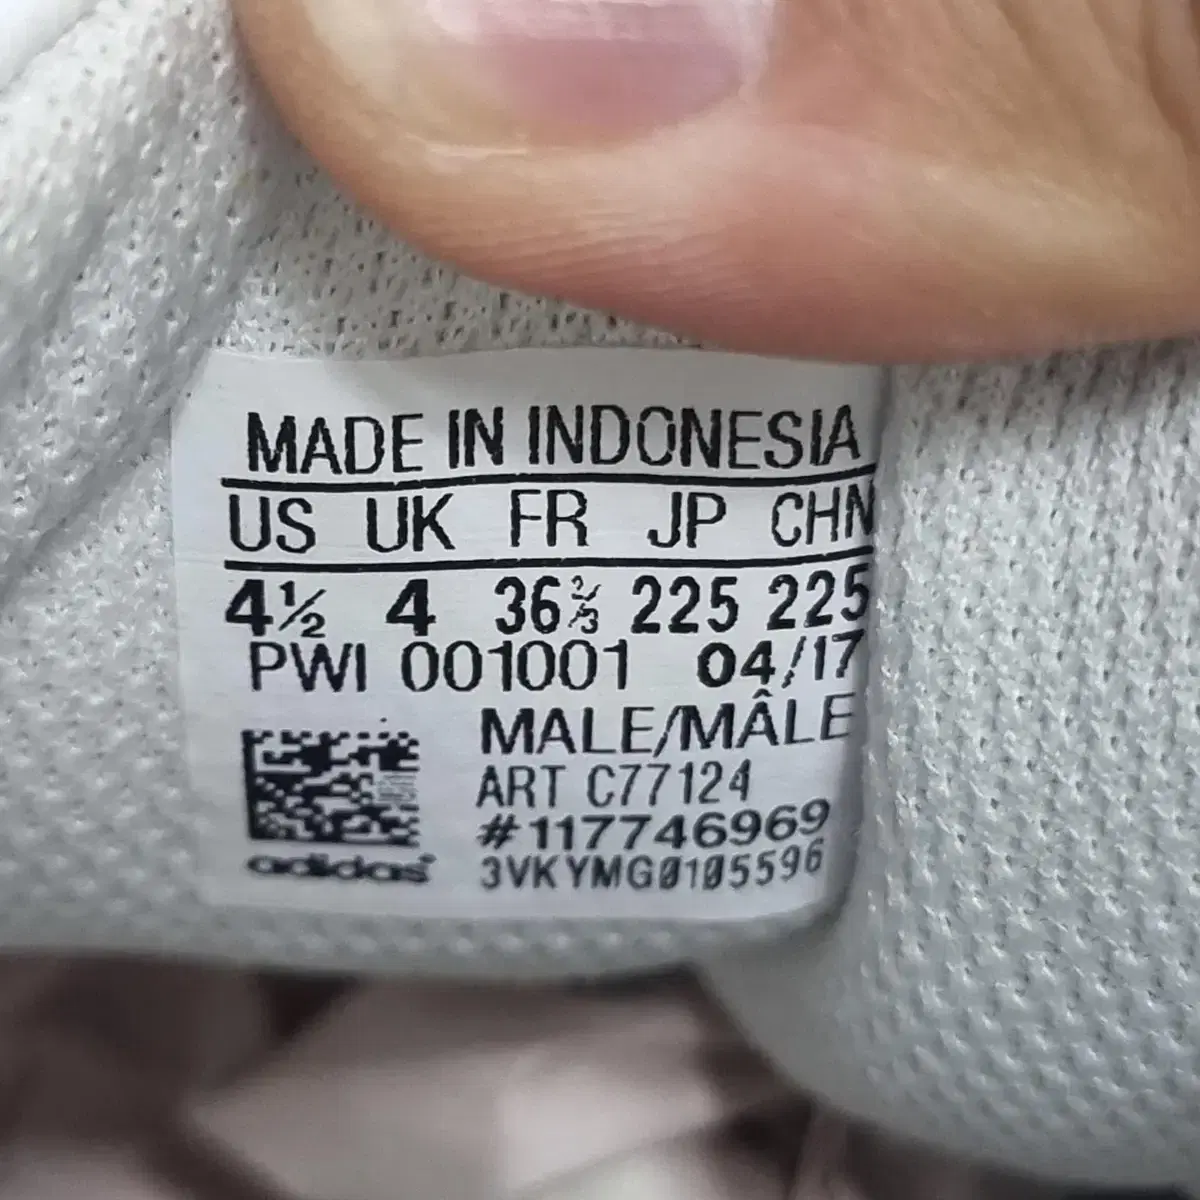 MADE IN INDONESIA
US UK FR JP CHN
4½ 4 36⅔ 225 225
PWI 001001 04/17
MALE/MÂLE
ART C77124
#117746969
3VKYMG0105596
adidas